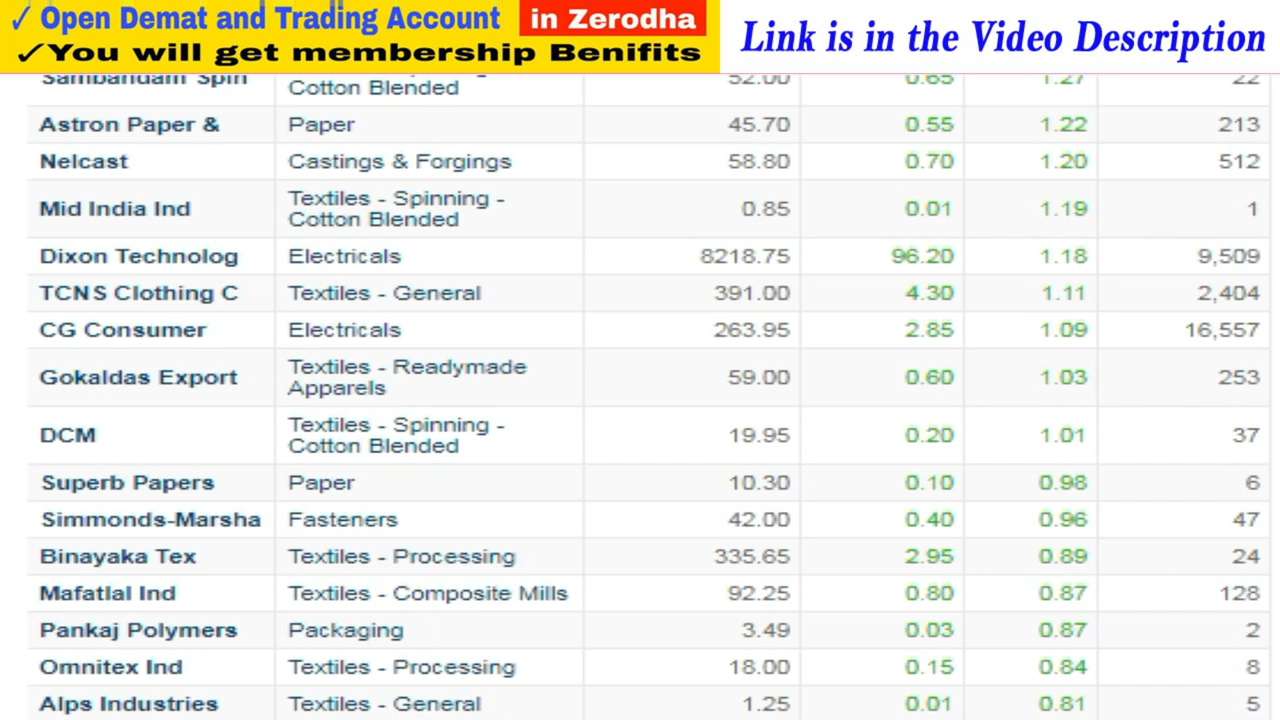 ✓ Open Demat and Trading Account in Zerodha
✓You will get membership Benifits
Link is in the Video Description
Sambandam Spin Cotton Blended 52.00 0.65 1.27 22
Astron Paper & Paper 45.70 0.55 1.22 213
Nelcast Castings & Forgings 58.80 0.70 1.20 512
Mid India Ind Textiles - Spinning - Cotton Blended 0.85 0.01 1.19 1
Dixon Technolog Electricals 8218.75 96.20 1.18 9,509
TCNS Clothing C Textiles - General 391.00 4.30 1.11 2,404
CG Consumer Electricals 263.95 2.85 1.09 16,557
Gokaldas Export Textiles - Readymade Apparels 59.00 0.60 1.03 253
DCM Textiles - Spinning - Cotton Blended 19.95 0.20 1.01 37
Superb Papers Paper 10.30 0.10 0.98 6
Simmonds-Marsha Fasteners 42.00 0.40 0.96 47
Binayaka Tex Textiles - Processing 335.65 2.95 0.89 24
Mafatlal Ind Textiles - Composite Mills 92.25 0.80 0.87 128
Pankaj Polymers Packaging 3.49 0.03 0.87 2
Omnitex Ind Textiles - Processing 18.00 0.15 0.84 8
Alps Industries Textiles - General 1.25 0.01 0.81 5